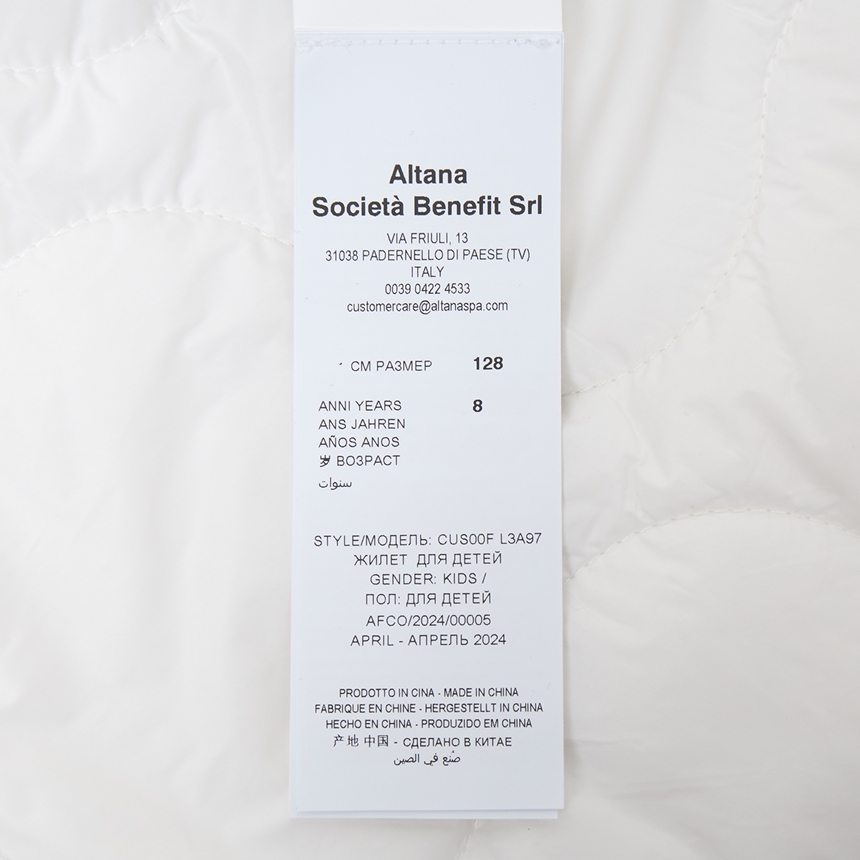 Altana
Società Benefit Srl
VIA FRIULI, 13
31038 PADERNELLO DI PAESE (TV)
ITALY
0039 0422 4533
customercare@altanaspa.com
СМ РАЗМЕР 128
ANNI YEARS 8
ANS JAHREN
AÑOS ANOS
岁 ВОЗРАСТ
سنوات
STYLE/МОДЕЛЬ: CUS00F L3A97
ЖИЛЕТ ДЛЯ ДЕТЕЙ
GENDER: KIDS /
ПОЛ: ДЛЯ ДЕТЕЙ
AFCO/2024/00005
APRIL - АПРЕЛЬ 2024
PRODOTTO IN CINA - MADE IN CHINA
FABRIQUE EN CHINE - HERGESTELLT IN CHINA
HECHO EN CHINA - PRODUZIDO EM CHINA
产地 中国 - СДЕЛАНО В КИТАЕ
صُنع في الصين